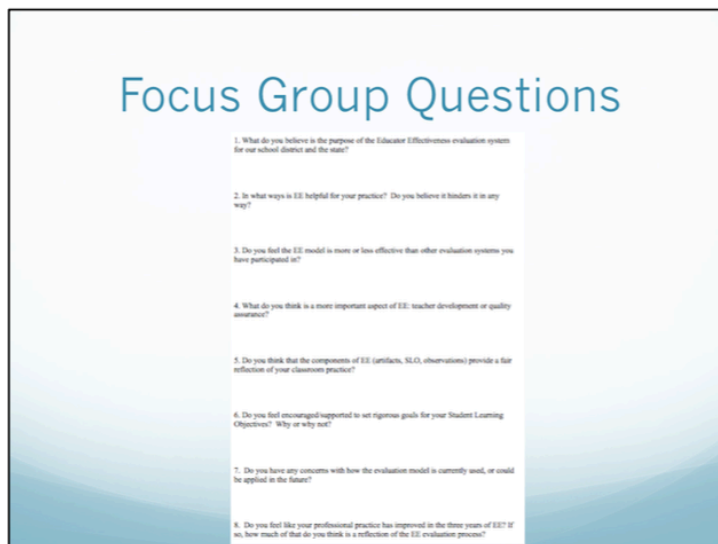 Focus Group Questions
1. What do you believe is the purpose of the Educator Effectiveness evaluation system
for our school district and the state?
2. In what ways is EE helpful for your practice? Do you believe it hinders it in any
way?
3. Do you feel the EE model is more or less effective than other evaluation systems you
have participated in?
4. What do you think is a more important aspect of EE: teacher development or quality
assurance?
5. Do you think that the components of EE (artifacts, SLO, observations) provide a fair
reflection of your classroom practice?
6. Do you feel encouraged/supported to set rigorous goals for your Student Learning
Objectives? Why or why not?
7. Do you have any concerns with how the evaluation model is currently used, or could
be applied in the future?
8. Do you feel like your professional practice has improved in the three years of EE? If
so, how much of that do you think is a reflection of the EE evaluation process?